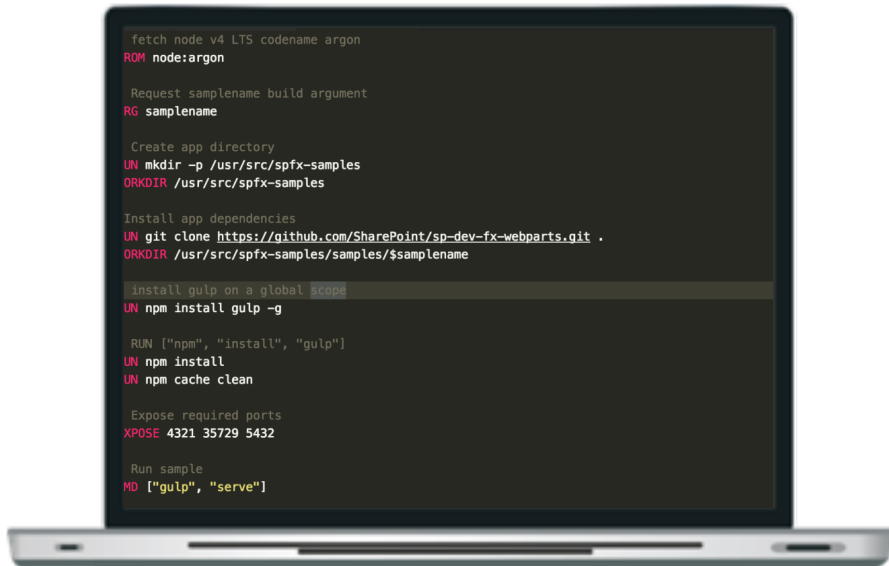 fetch node v4 LTS codename argon
ROM node:argon
Request samplename build argument
RG samplename
Create app directory
UN mkdir -p /usr/src/spfx-samples
ORKDIR /usr/src/spfx-samples
Install app dependencies
UN git clone https://github.com/SharePoint/sp-dev-fx-webparts.git .
ORKDIR /usr/src/spfx-samples/samples/$samplename
install gulp on a global scope
UN npm install gulp -g
RUN ["npm", "install", "gulp"]
UN npm install
UN npm cache clean
Expose required ports
XPOSE 4321 35729 5432
Run sample
MD ["gulp", "serve"]